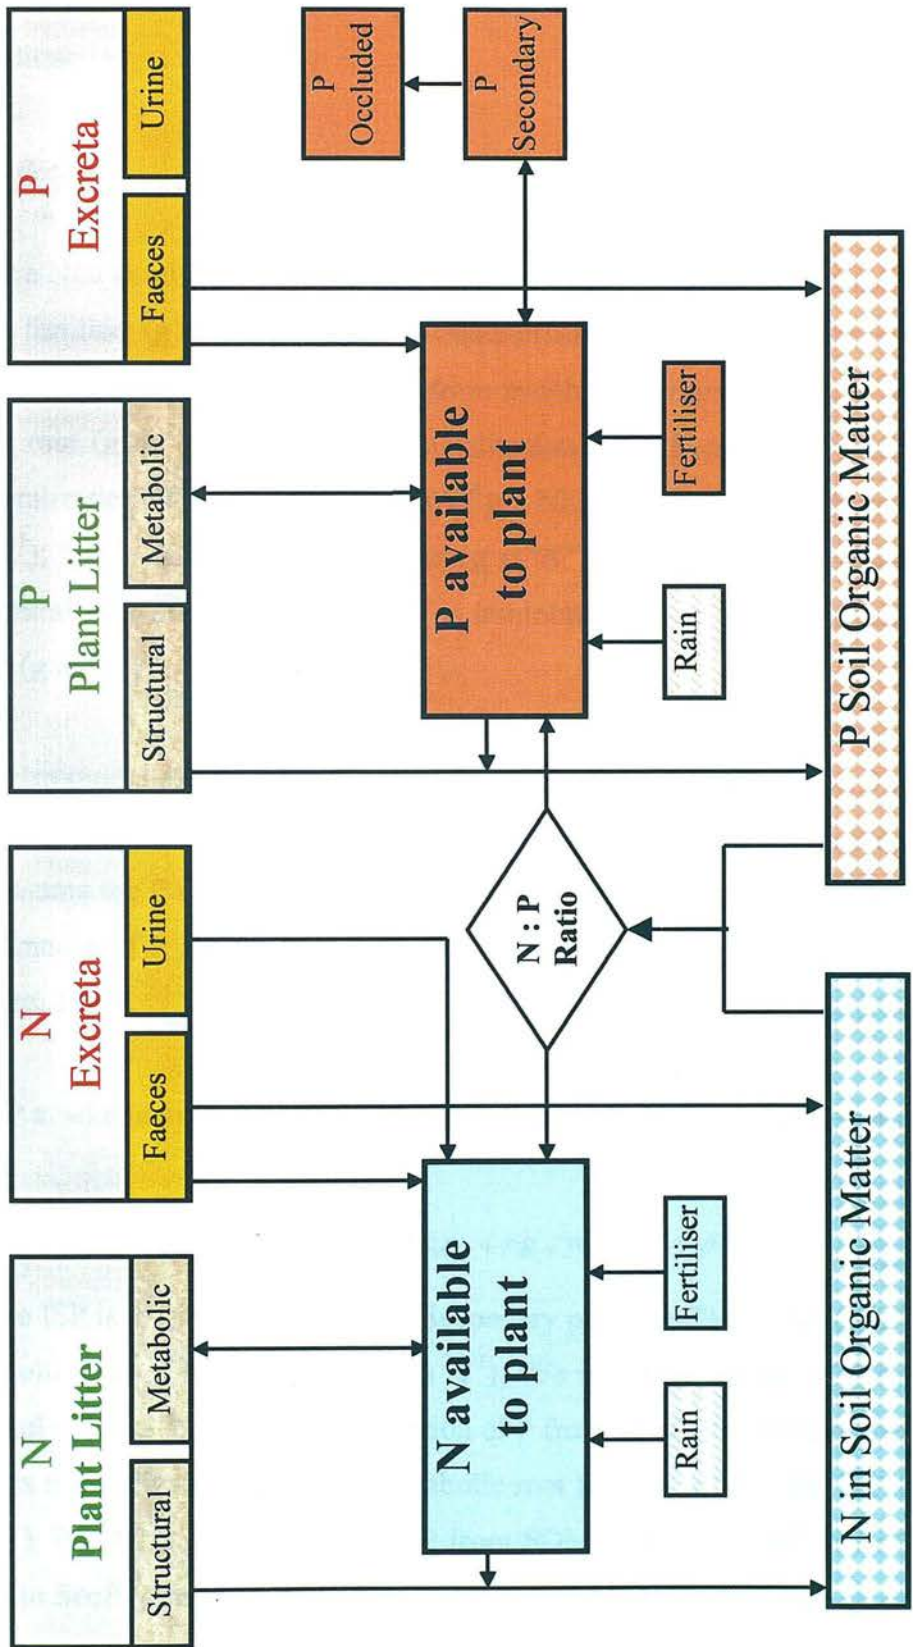 N
Plant Litter
Structural
Metabolic
N
Excreta
Faeces
Urine
P
Plant Litter
Structural
Metabolic
P
Excreta
Faeces
Urine
N available
to plant
Rain
Fertiliser
N : P
Ratio
P available
to plant
Rain
Fertiliser
P
Secondary
P
Occluded
N in Soil Organic Matter
P Soil Organic Matter